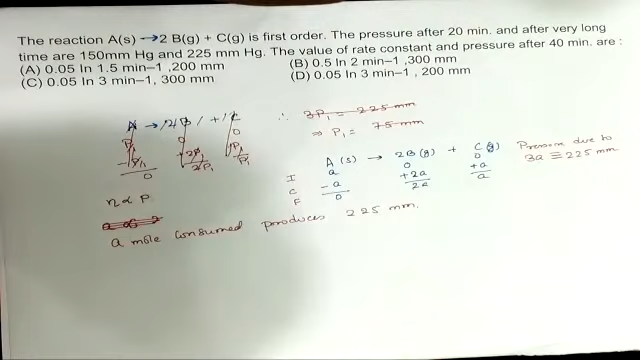 The reaction A(s) →2 B(g) + C(g) is first order. The pressure after 20 min. and after very long
time are 150mm Hg and 225 mm Hg. The value of rate constant and pressure after 40 min. are :
(A) 0.05 ln 1.5 min–1 ,200 mm (B) 0.5 ln 2 min–1 ,300 mm
(C) 0.05 ln 3 min–1, 300 mm (D) 0.05 ln 3 min–1 , 200 mm
∴ 3P₁ = 225 mm
⇒ P₁ = 75 mm
A (s) → 2B (g) + C (g)
Pressure due to
3a ≡ 225 mm
I a 0 0
C -a +2a +a
F 0 2a a
n ∝ P
a mole consumed produces 225 mm.